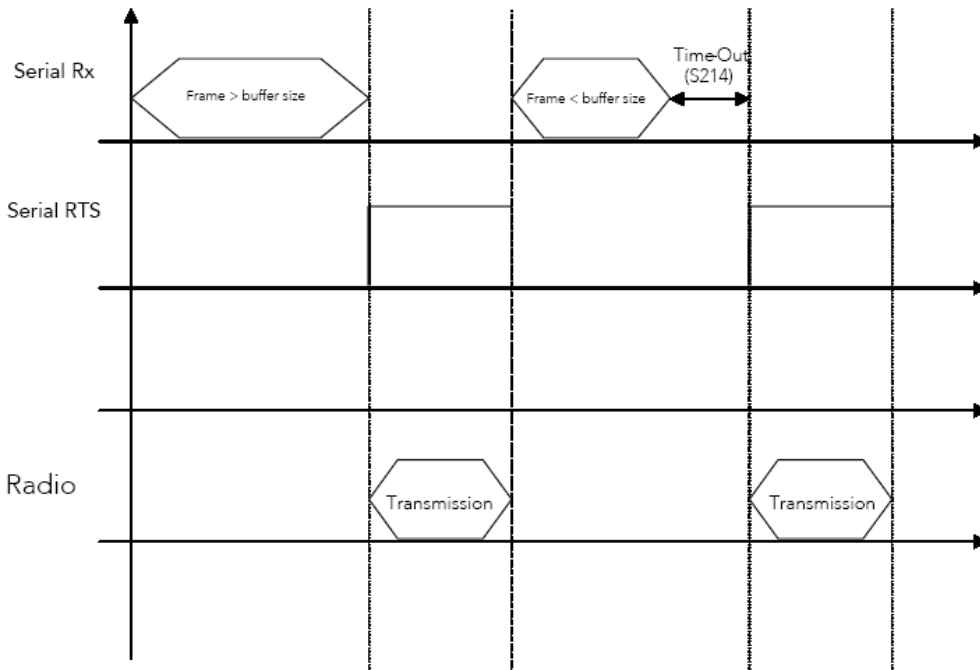 Serial Rx
Frame > buffer size
Frame < buffer size
Time-Out
(S214)
Serial RTS
Radio
Transmission
Transmission